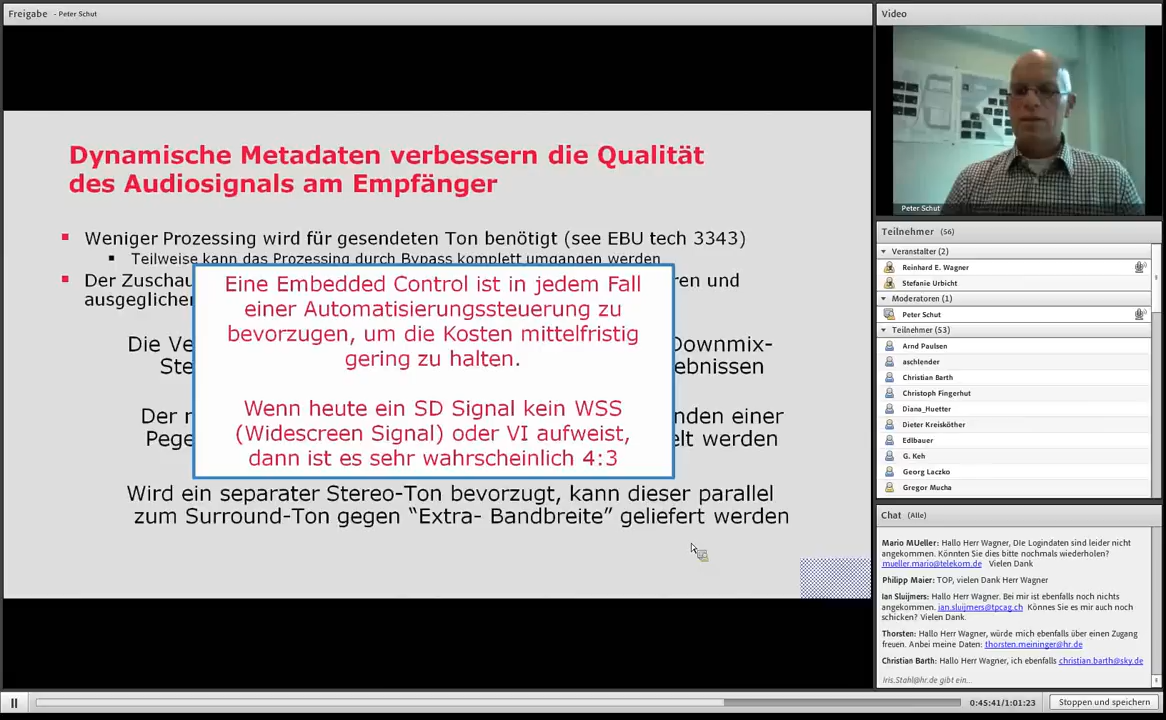 Freigabe - Peter Schut
Dynamische Metadaten verbessern die Qualität
des Audiosignals am Empfänger
Weniger Prozessing wird für gesendeten Ton benötigt (see EBU tech 3343)
Teilweise kann das Prozessing durch Bypass komplett umgangen werden
Der Zuschau ren und
ausgeglicher
Die Ve Downmix-
Ste ebnissen
Der r nden einer
Pege elt werden
Eine Embedded Control ist in jedem Fall
einer Automatisierungssteuerung zu
bevorzugen, um die Kosten mittelfristig
gering zu halten.
Wenn heute ein SD Signal kein WSS
(Widescreen Signal) oder VI aufweist,
dann ist es sehr wahrscheinlich 4:3
Wird ein separater Stereo-Ton bevorzugt, kann dieser parallel
zum Surround-Ton gegen “Extra- Bandbreite” geliefert werden
Video
Peter Schut
Teilnehmer (56)
Veranstalter (2)
Reinhard E. Wagner
Stefanie Urbicht
Moderatoren (1)
Peter Schut
Teilnehmer (53)
Arnd Paulsen
aschlender
Christian Barth
Christoph Fingerhut
Diana_Huetter
Dieter Kreisköther
Edlbauer
G. Keh
Georg Laczko
Gregor Mucha
Chat (Alle)
Mario MUeller: Hallo Herr Wagner, DIe Logindaten sind leider nicht
angekommen. Könnten Sie dies bitte nochmals wiederholen?
mueller.mario@telekom.de Vielen Dank
Philipp Maier: TOP, vielen Dank Herr Wagner
Ian Sluijmers: Hallo Herr Wagner. Bei mir ist ebenfalls noch nichts
angekommen. jan.sluijmers@tpcag.ch Könnes Sie es mir auch noch
schicken? Vielen Dank.
Thorsten: Hallo Herr Wagner, würde mich ebenfalls über einen Zugang
freuen. Anbei meine Daten: thorsten.meininger@hr.de
Christian Barth: Hallo Herr Wagner, ich ebenfalls christian.barth@sky.de
Iris.Stahl@hr.de gibt ein...
0:45:41/1:01:23
Stoppen und speichern